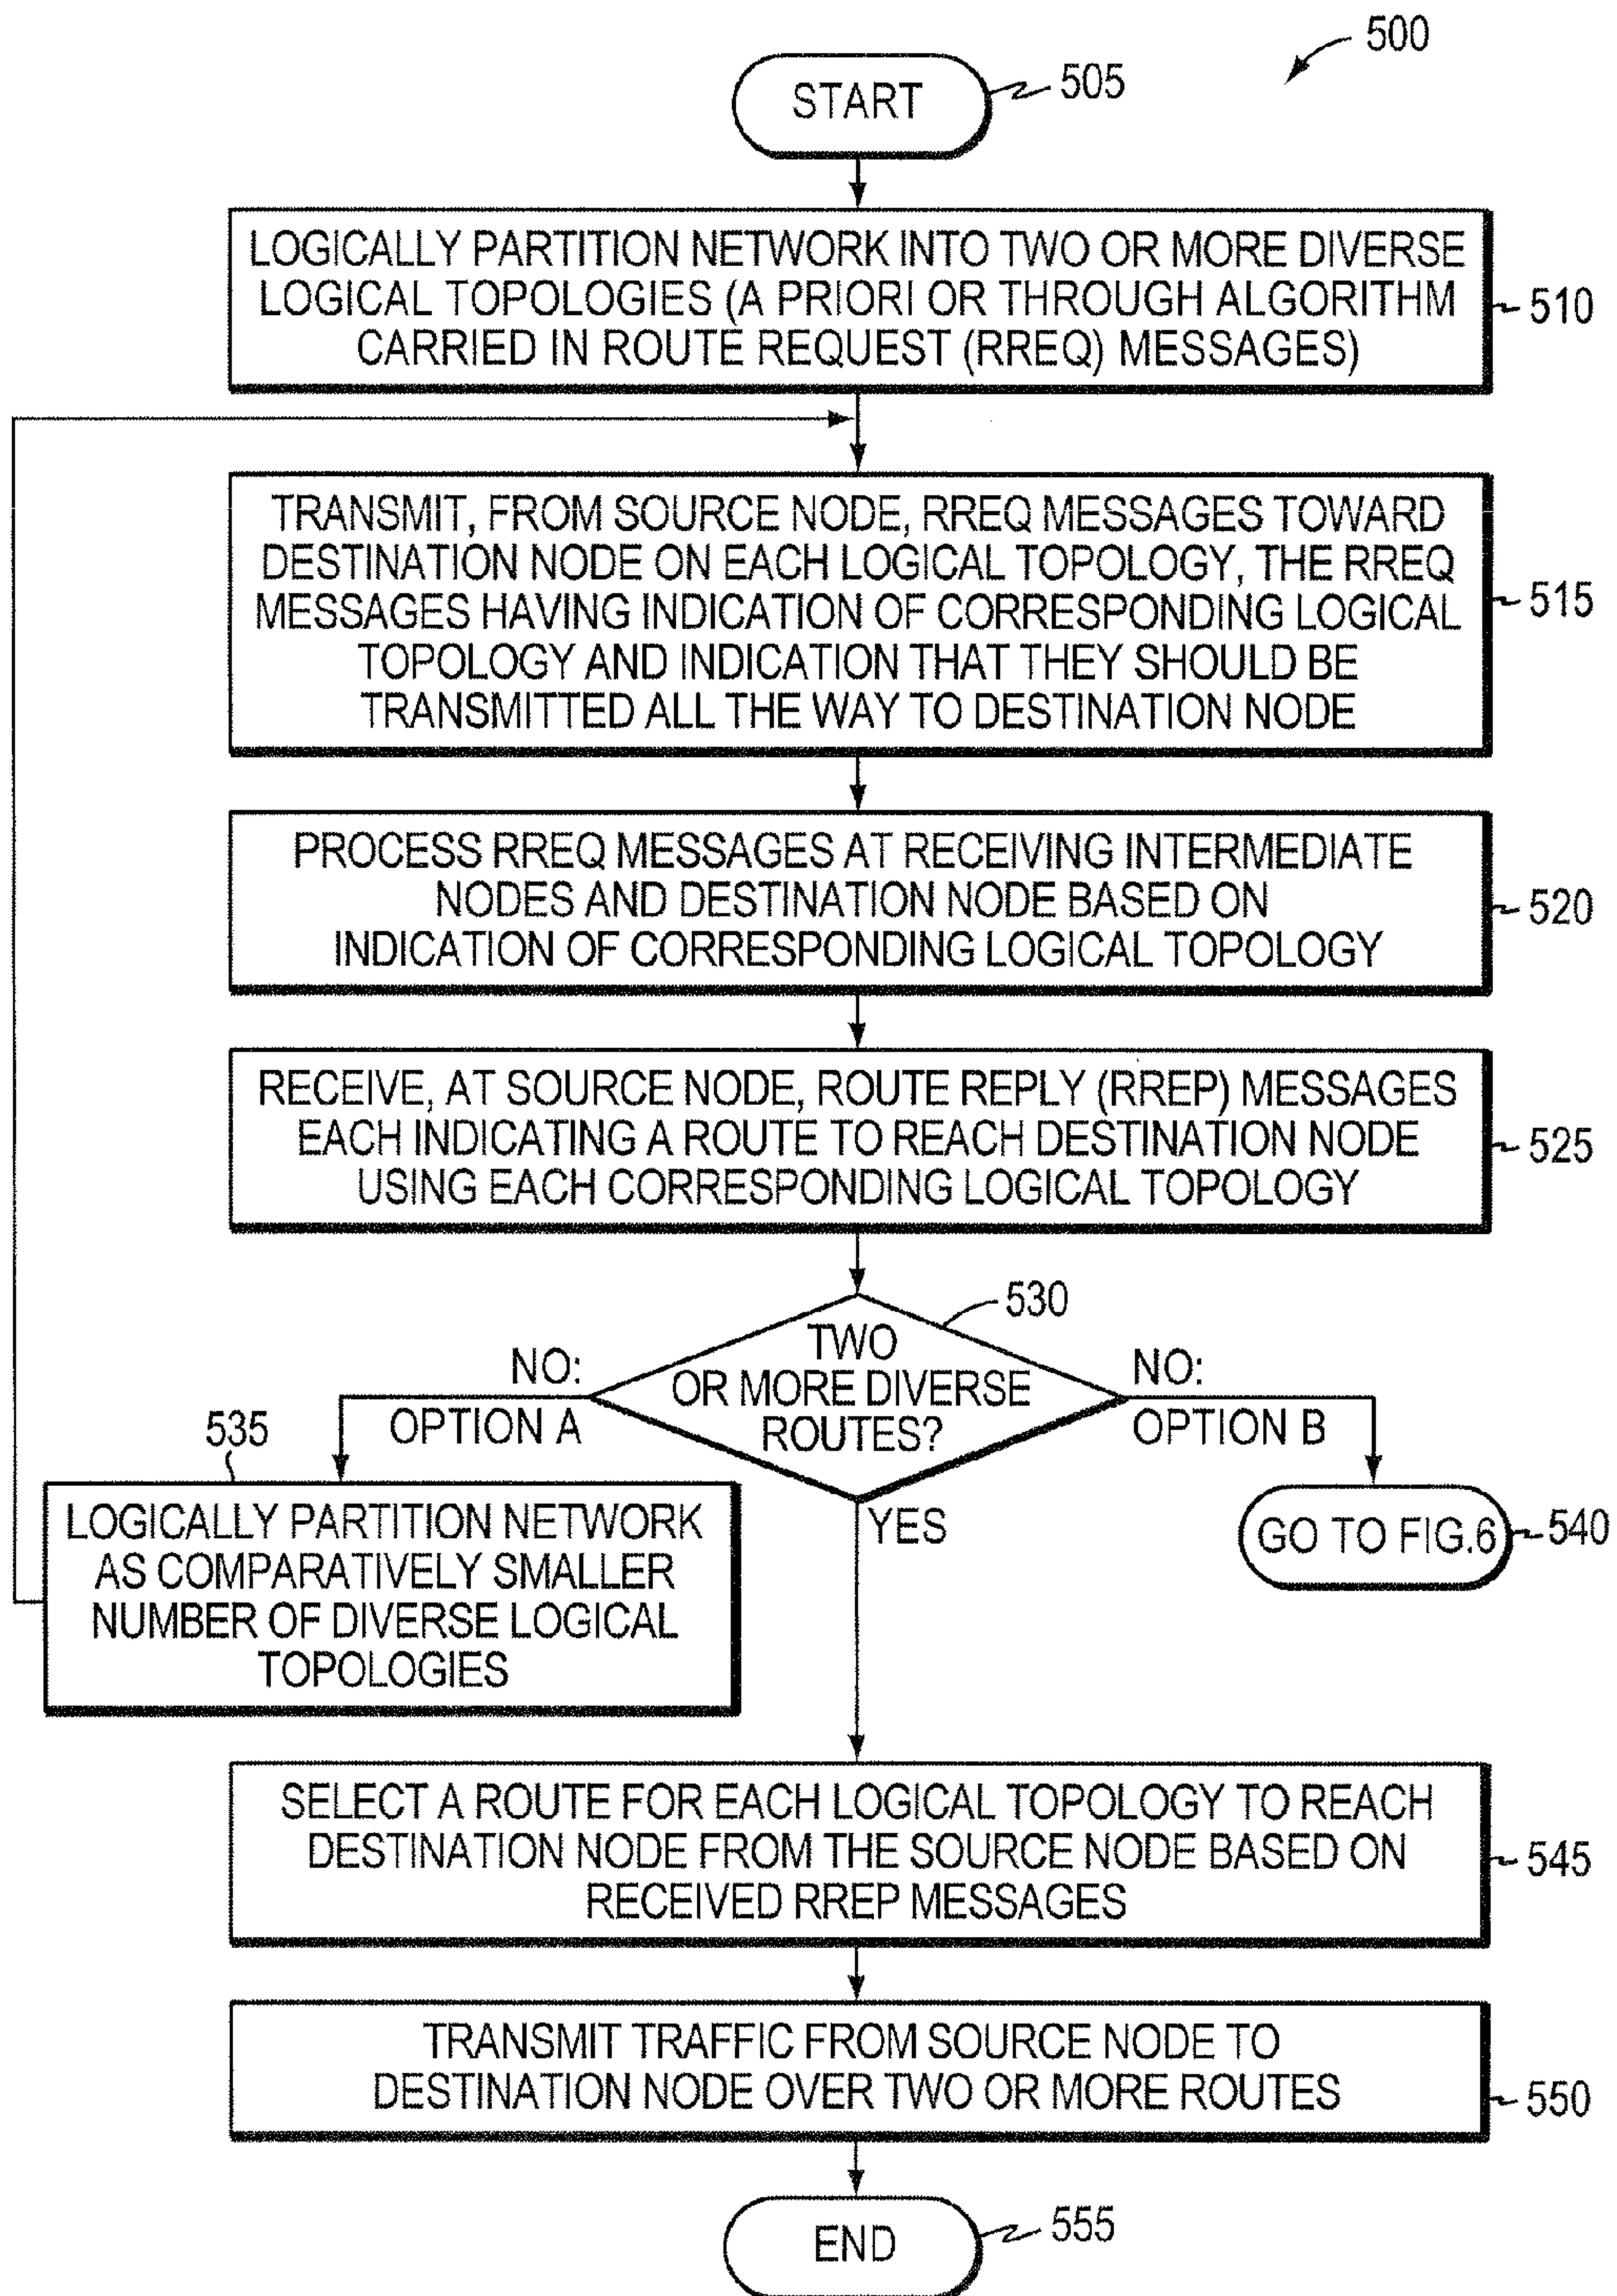 500
START
505
LOGICALLY PARTITION NETWORK INTO TWO OR MORE DIVERSE
LOGICAL TOPOLOGIES (A PRIORI OR THROUGH ALGORITHM
CARRIED IN ROUTE REQUEST (RREQ) MESSAGES)
510
TRANSMIT, FROM SOURCE NODE, RREQ MESSAGES TOWARD
DESTINATION NODE ON EACH LOGICAL TOPOLOGY, THE RREQ
MESSAGES HAVING INDICATION OF CORRESPONDING LOGICAL
TOPOLOGY AND INDICATION THAT THEY SHOULD BE
TRANSMITTED ALL THE WAY TO DESTINATION NODE
515
PROCESS RREQ MESSAGES AT RECEIVING INTERMEDIATE
NODES AND DESTINATION NODE BASED ON
INDICATION OF CORRESPONDING LOGICAL TOPOLOGY
520
RECEIVE, AT SOURCE NODE, ROUTE REPLY (RREP) MESSAGES
EACH INDICATING A ROUTE TO REACH DESTINATION NODE
USING EACH CORRESPONDING LOGICAL TOPOLOGY
525
530
TWO
OR MORE DIVERSE
ROUTES?
NO:
OPTION A
NO:
OPTION B
YES
535
LOGICALLY PARTITION NETWORK
AS COMPARATIVELY SMALLER
NUMBER OF DIVERSE LOGICAL
TOPOLOGIES
GO TO FIG.6
540
SELECT A ROUTE FOR EACH LOGICAL TOPOLOGY TO REACH
DESTINATION NODE FROM THE SOURCE NODE BASED ON
RECEIVED RREP MESSAGES
545
TRANSMIT TRAFFIC FROM SOURCE NODE TO
DESTINATION NODE OVER TWO OR MORE ROUTES
550
END
555